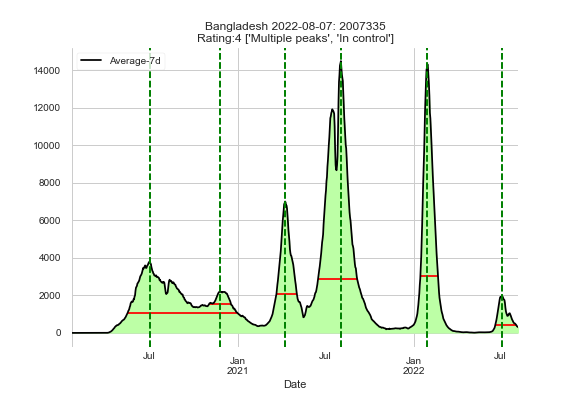 Bangladesh 2022-08-07: 2007335
Rating:4 ['Multiple peaks', 'In control']
Average-7d
14000
12000
10000
8000
6000
4000
2000
0
Jul
Jan
2021
Jul
Jan
2022
Jul
Date